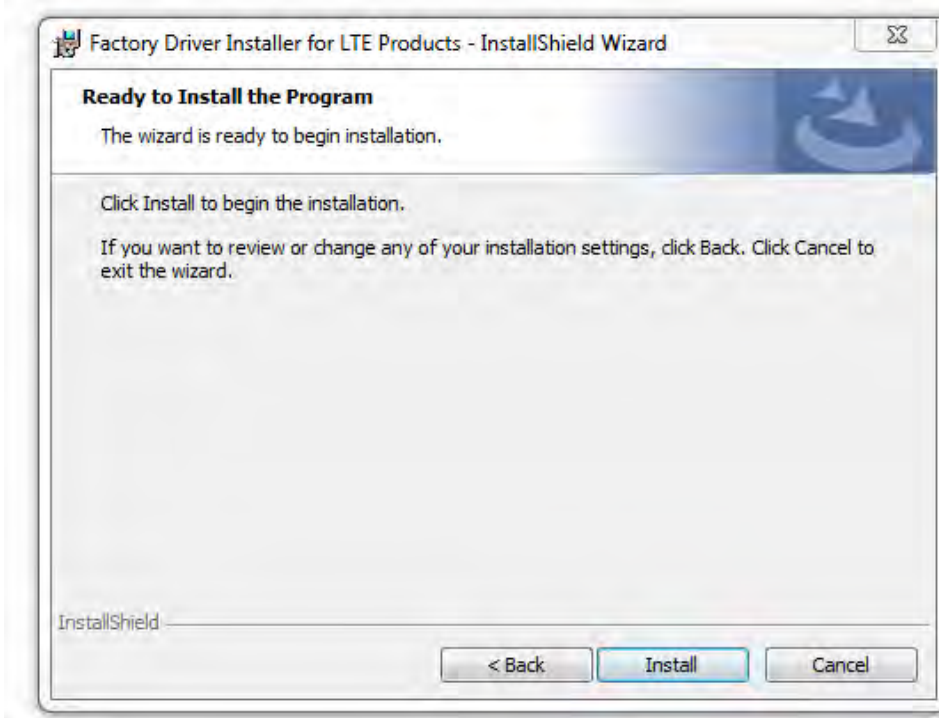 Factory Driver Installer for LTE Products - InstallShield Wizard
Ready to Install the Program
The wizard is ready to begin installation.
Click Install to begin the installation.
If you want to review or change any of your installation settings, click Back. Click Cancel to
exit the wizard.
InstallShield
< Back
Install
Cancel